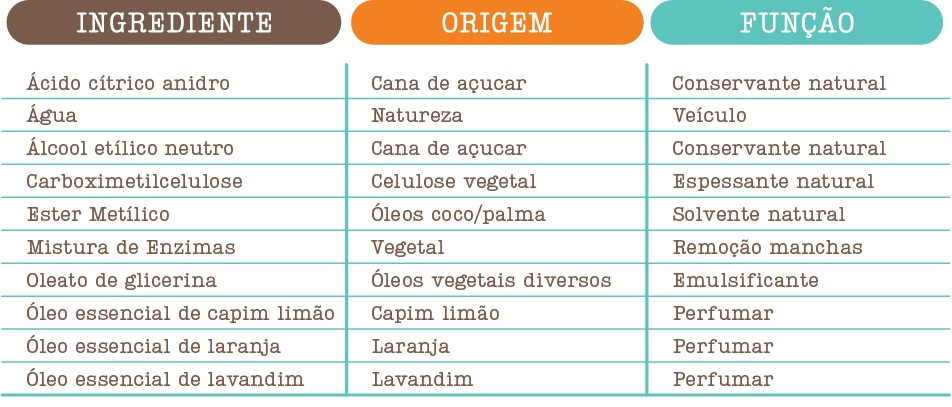 INGREDIENTE ORIGEM FUNÇÃO
Ácido cítrico anidro Cana de açucar Conservante natural
Água Natureza Veículo
Álcool etílico neutro Cana de açucar Conservante natural
Carboximetilcelulose Celulose vegetal Espessante natural
Ester Metílico Óleos coco/palma Solvente natural
Mistura de Enzimas Vegetal Remoção manchas
Oleato de glicerina Óleos vegetais diversos Emulsificante
Óleo essencial de capim limão Capim limão Perfumar
Óleo essencial de laranja Laranja Perfumar
Óleo essencial de lavandim Lavandim Perfumar